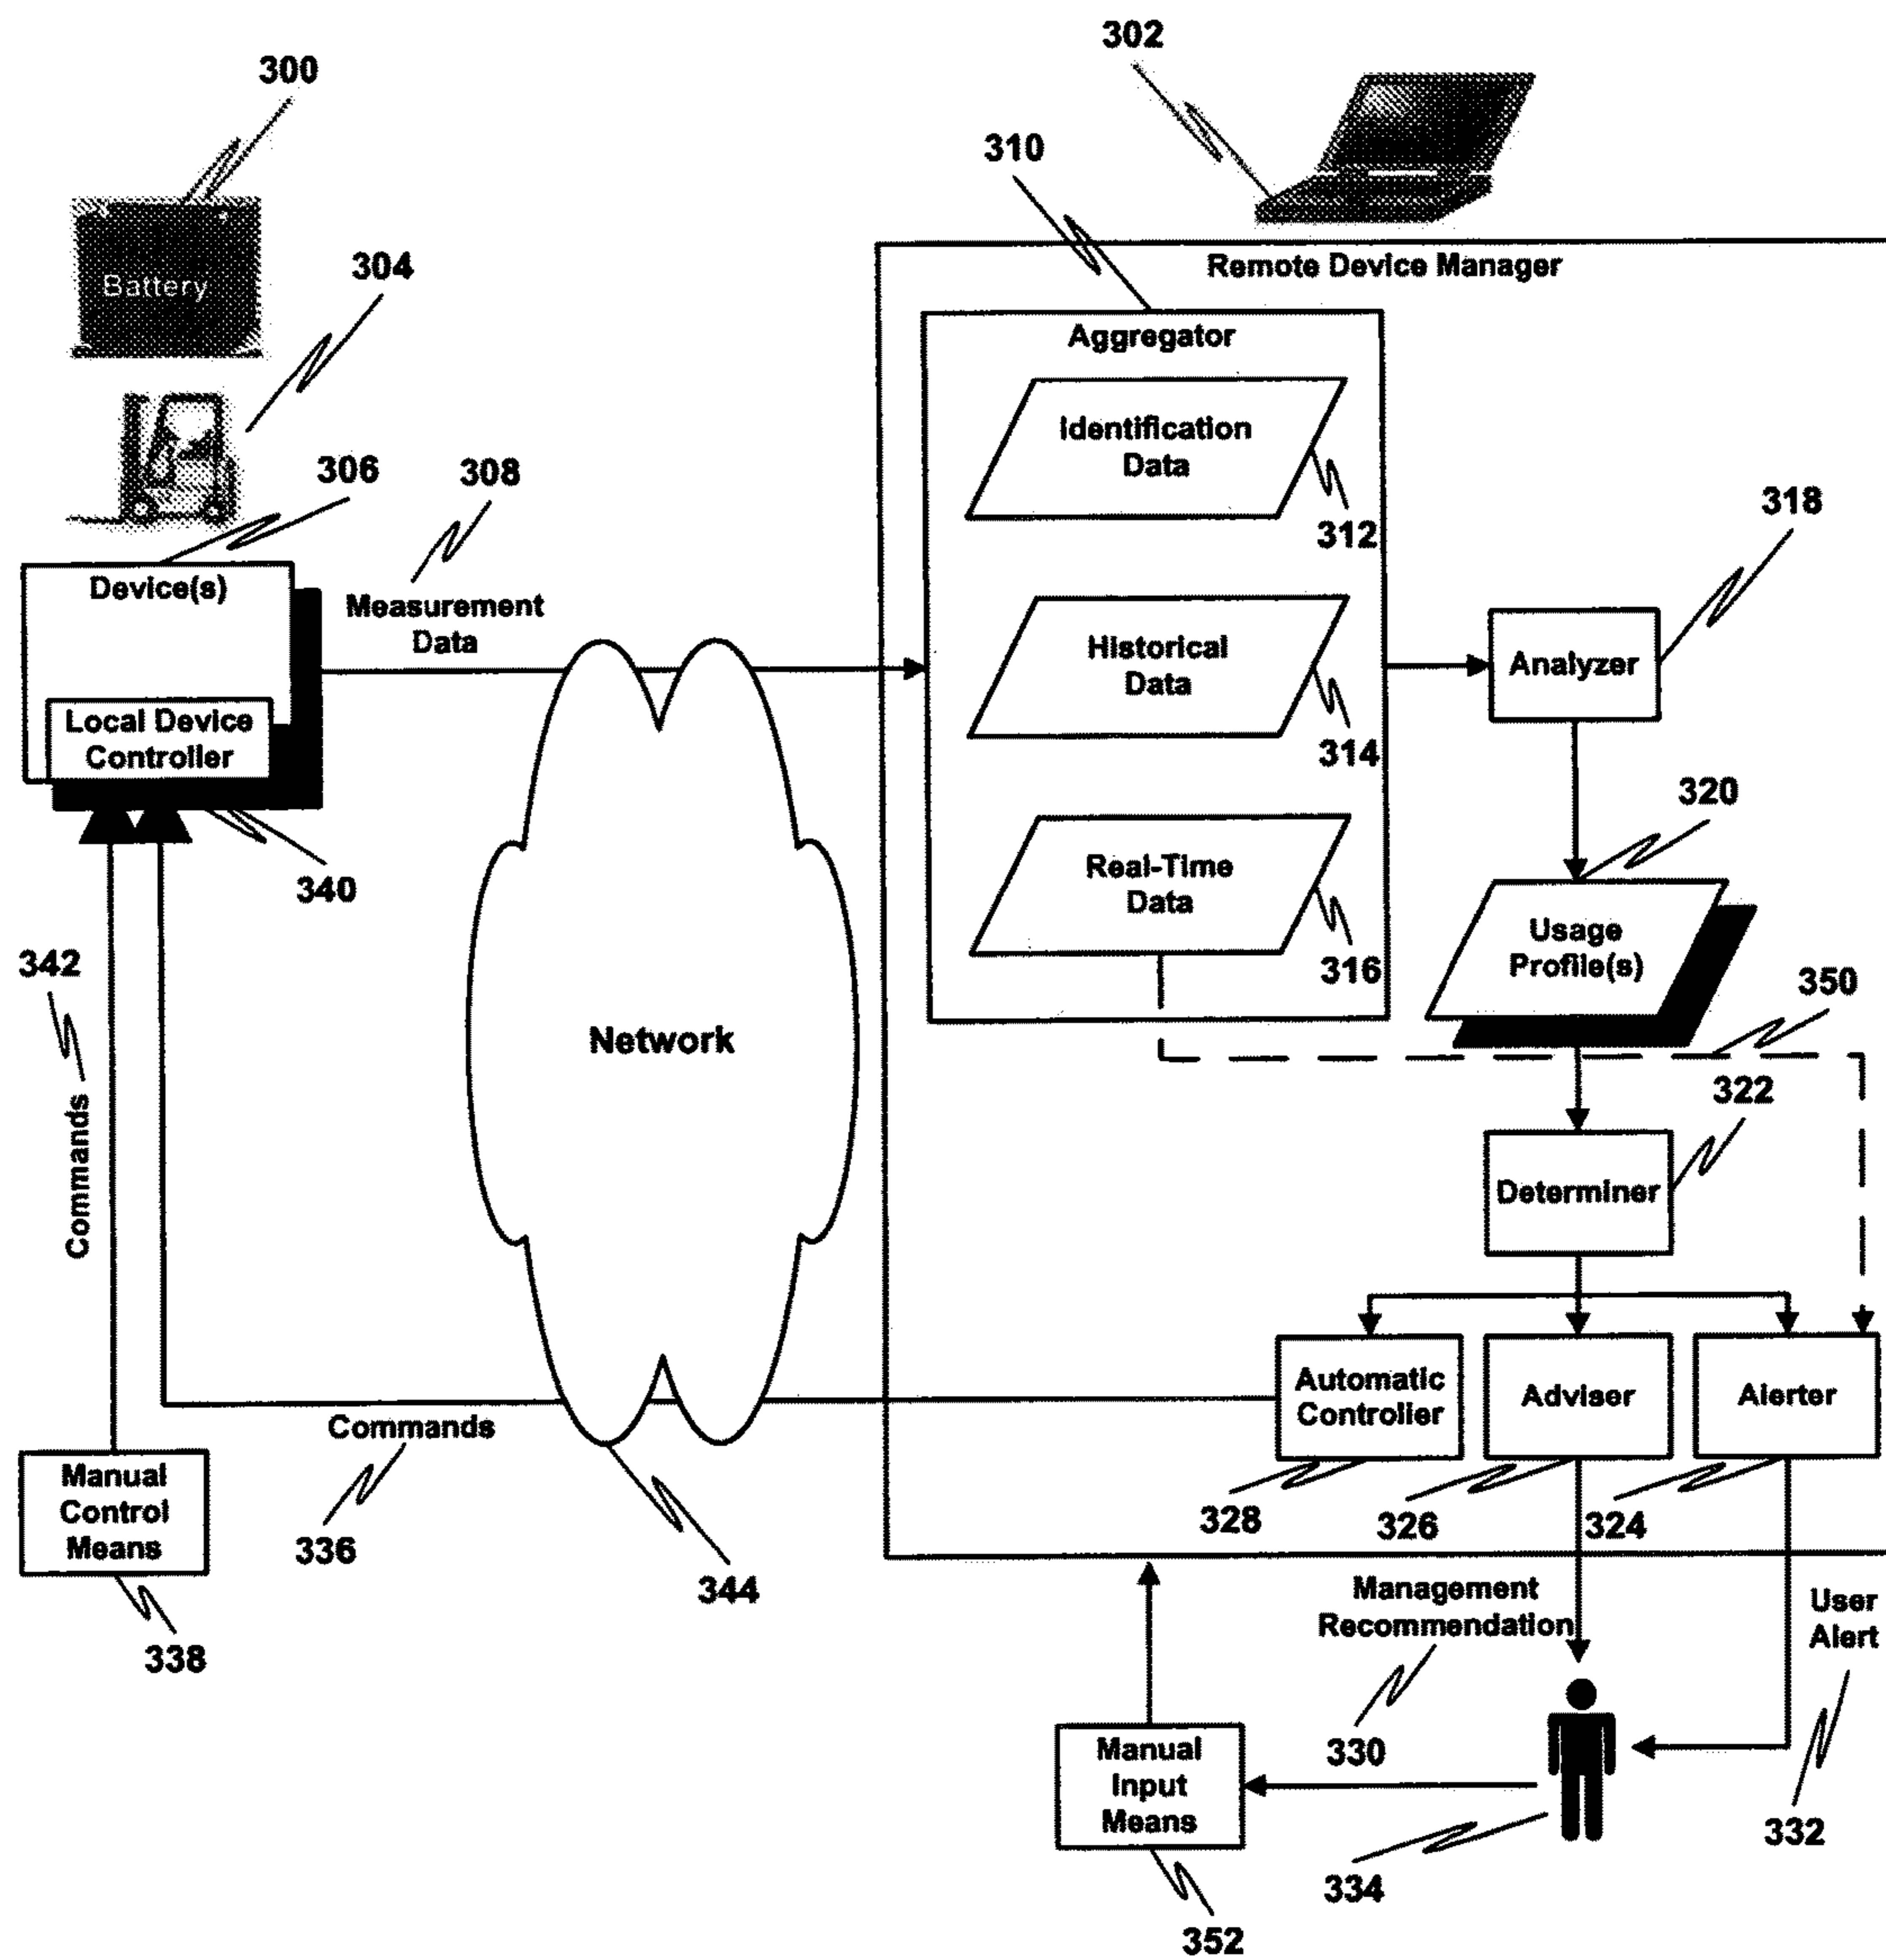 300
302
310
304
Battery
Remote Device Manager
Aggregator
Identification
Data
312
306
308
318
Device(s)
Measurement
Data
Local Device
Controller
Historical
Data
314
Analyzer
340
320
Real-Time
Data
316
Usage
Profile(s)
350
342
Commands
Network
322
Determiner
Automatic
Controller
Adviser
Alerter
328
326
324
Commands
336
344
Manual
Control
Means
338
Management
Recommendation
330
User
Alert
332
Manual
Input
Means
334
352